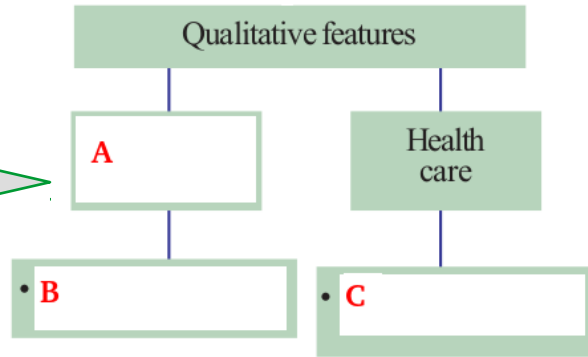 Qualitative features
A
Health
care
• B
• C